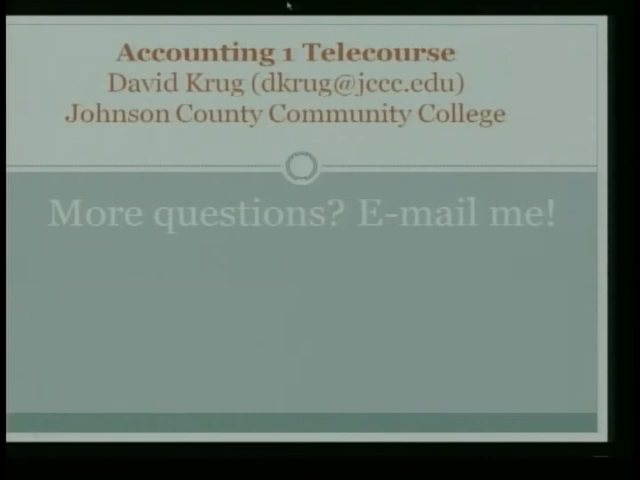 Accounting 1 Telecourse
David Krug (dkrug@jccc.edu)
Johnson County Community College
More questions? E-mail me!